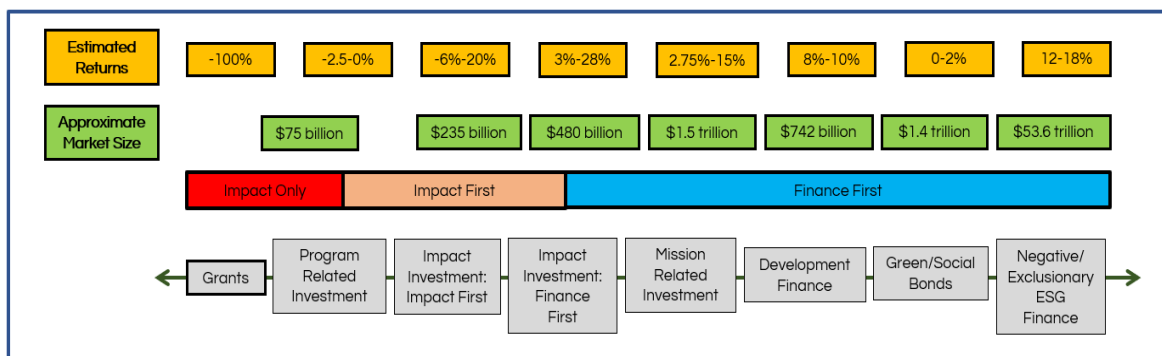 Estimated
Returns
-100%
-2.5-0%
-6%-20%
3%-28%
2.75%-15%
8%-10%
0-2%
12-18%
Approximate
Market Size
$75 billion
$235 billion
$480 billion
$1.5 trillion
$742 billion
$1.4 trillion
$53.6 trillion
Impact Only
Impact First
Finance First
Grants
Program
Related
Investment
Impact
Investment:
Impact First
Impact
Investment:
Finance
First
Mission
Related
Investment
Development
Finance
Green/Social
Bonds
Negative/
Exclusionary
ESG
Finance